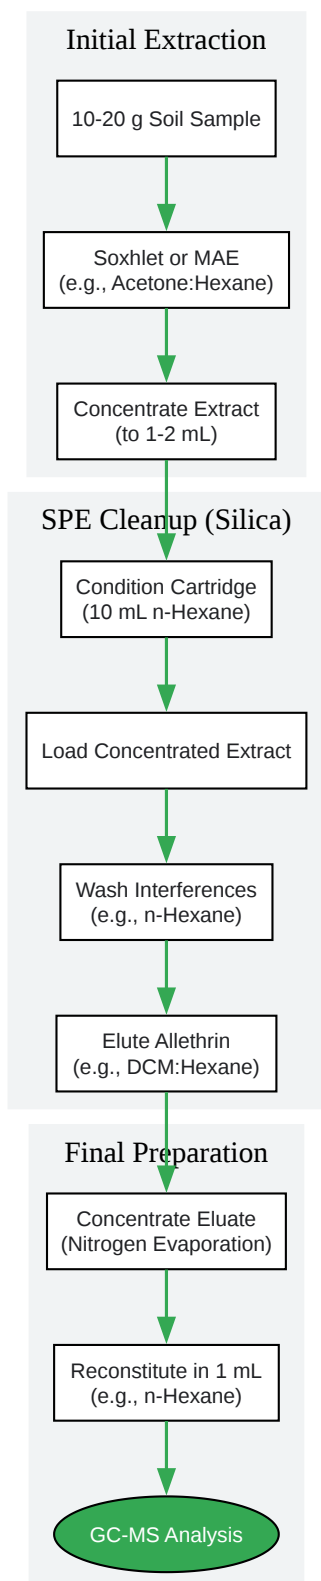 Initial Extraction
10-20 g Soil Sample
Soxhlet or MAE
(e.g., Acetone:Hexane)
Concentrate Extract
(to 1-2 mL)
SPE Cleanup (Silica)
Condition Cartridge
(10 mL n-Hexane)
Load Concentrated Extract
Wash Interferences
(e.g., n-Hexane)
Elute Allethrin
(e.g., DCM:Hexane)
Final Preparation
Concentrate Eluate
(Nitrogen Evaporation)
Reconstitute in 1 mL
(e.g., n-Hexane)
GC-MS Analysis